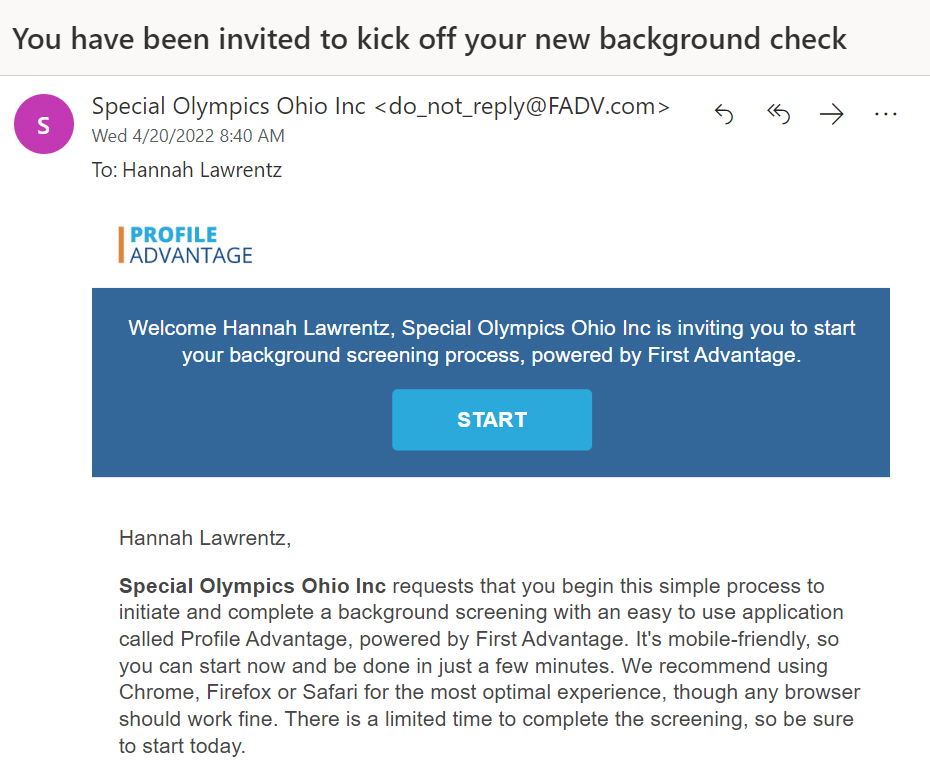 You have been invited to kick off your new background check
S
Special Olympics Ohio Inc <do_not_reply@FADV.com>
Wed 4/20/2022 8:40 AM
To: Hannah Lawrentz
PROFILE
ADVANTAGE
Welcome Hannah Lawrentz, Special Olympics Ohio Inc is inviting you to start
your background screening process, powered by First Advantage.
START
Hannah Lawrentz,
Special Olympics Ohio Inc requests that you begin this simple process to
initiate and complete a background screening with an easy to use application
called Profile Advantage, powered by First Advantage. It's mobile-friendly, so
you can start now and be done in just a few minutes. We recommend using
Chrome, Firefox or Safari for the most optimal experience, though any browser
should work fine. There is a limited time to complete the screening, so be sure
to start today.